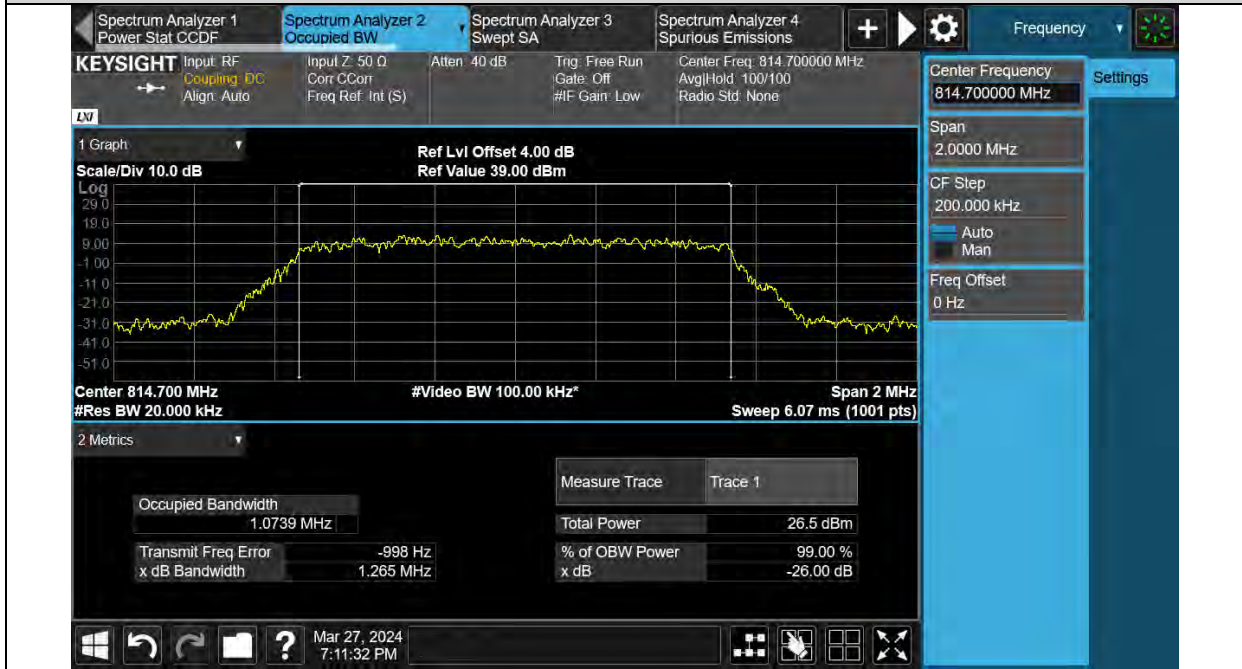 Spectrum Analyzer 1
Power Stat CCDF
Spectrum Analyzer 2
Occupied BW
Spectrum Analyzer 3
Swept SA
Spectrum Analyzer 4
Spurious Emissions
+
Frequency
KEYSIGHT
Input: RF
Coupling: DC
Align: Auto
Input Z: 50 Ω
Corr CCorr
Freq Ref: Int (S)
Atten: 40 dB
Trig: Free Run
Gate: Off
#IF Gain: Low
Center Freq: 814.700000 MHz
Avg|Hold: 100/100
Radio Std: None
LXI
Center Frequency
814.700000 MHz
Settings
Span
2.0000 MHz
CF Step
200.000 kHz
Auto
Man
Freq Offset
0 Hz
1 Graph
Scale/Div 10.0 dB
Ref Lvl Offset 4.00 dB
Ref Value 39.00 dBm
Log
29.0
19.0
9.00
-1.00
-11.0
-21.0
-31.0
-41.0
-51.0
Center 814.700 MHz
#Video BW 100.00 kHz*
Span 2 MHz
#Res BW 20.000 kHz
Sweep 6.07 ms (1001 pts)
2 Metrics
Measure Trace
Trace 1
Occupied Bandwidth
1.0739 MHz
Total Power
26.5 dBm
Transmit Freq Error
-998 Hz
% of OBW Power
99.00 %
x dB Bandwidth
1.265 MHz
x dB
-26.00 dB
?
Mar 27, 2024
7:11:32 PM